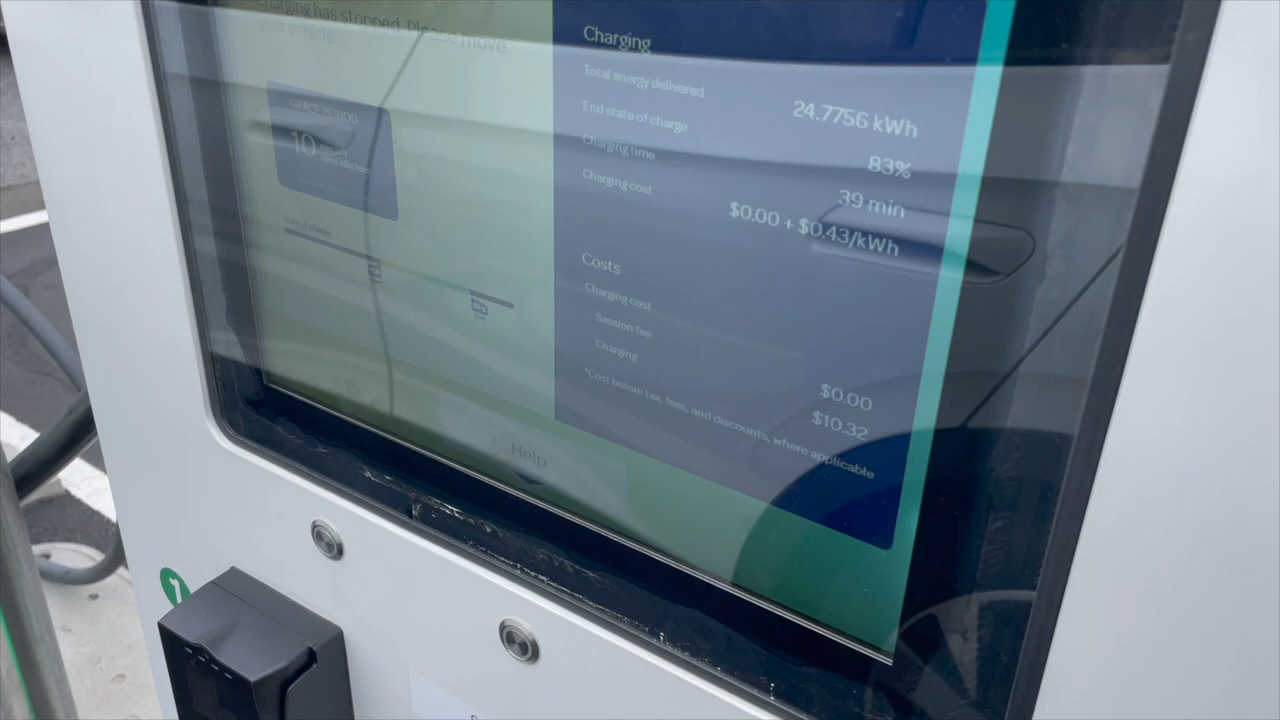 Charging has stopped. Please move
your vehicle.
GRACE PERIOD
10
Charging
Total energy delivered
24.7756 kWh
End state of charge
83%
Charging time
39 min
Charging cost
$0.00 + $0.43/kWh
Costs
Charging cost
Session fee
$0.00
Charging
$10.32
*Cost before tax, fees, and discounts, where applicable
Help
1